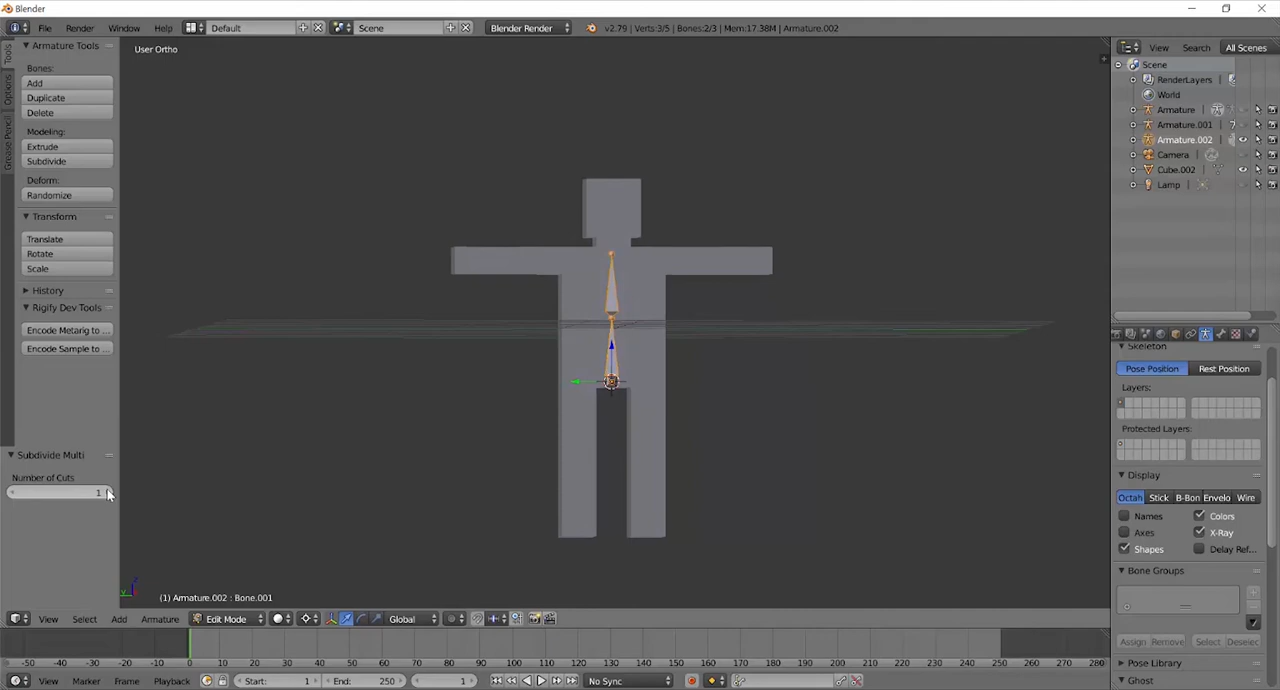 Blender
File Render Window Help Default Scene Blender Render v2.79 | Verts:3/5 | Bones:2/3 | Mem:17.38M | Armature.002
Tools
Options
Grease Pencil
Armature Tools
Bones:
Add
Duplicate
Delete
Modeling:
Extrude
Subdivide
Deform:
Randomize
Transform
Translate
Rotate
Scale
History
Rigify Dev Tools
Encode Metarig to ...
Encode Sample to ...
Subdivide Multi
Number of Cuts
1
User Ortho
(1) Armature.002 : Bone.001
View Select Add Armature Edit Mode Global
-50 -40 -30 -20 -10 0 10 20 30 40 50 60 70 80 90 100 110 120 130 140 150 160 170 180 190 200 210 220 230 240 250 260 270 280
View Marker Frame Playback Start: 1 End: 250 1 No Sync
View Search All Scenes
Scene
RenderLayers
World
Armature
Armature.001
Armature.002
Camera
Cube.002
Lamp
Skeleton
Pose Position Rest Position
Layers:
Protected Layers:
Display
Octah Stick B-Bon Envelo Wire
Names Colors
Axes X-Ray
Shapes Delay Ref...
Bone Groups
Assign Remove Select Deselec
Pose Library
Ghost